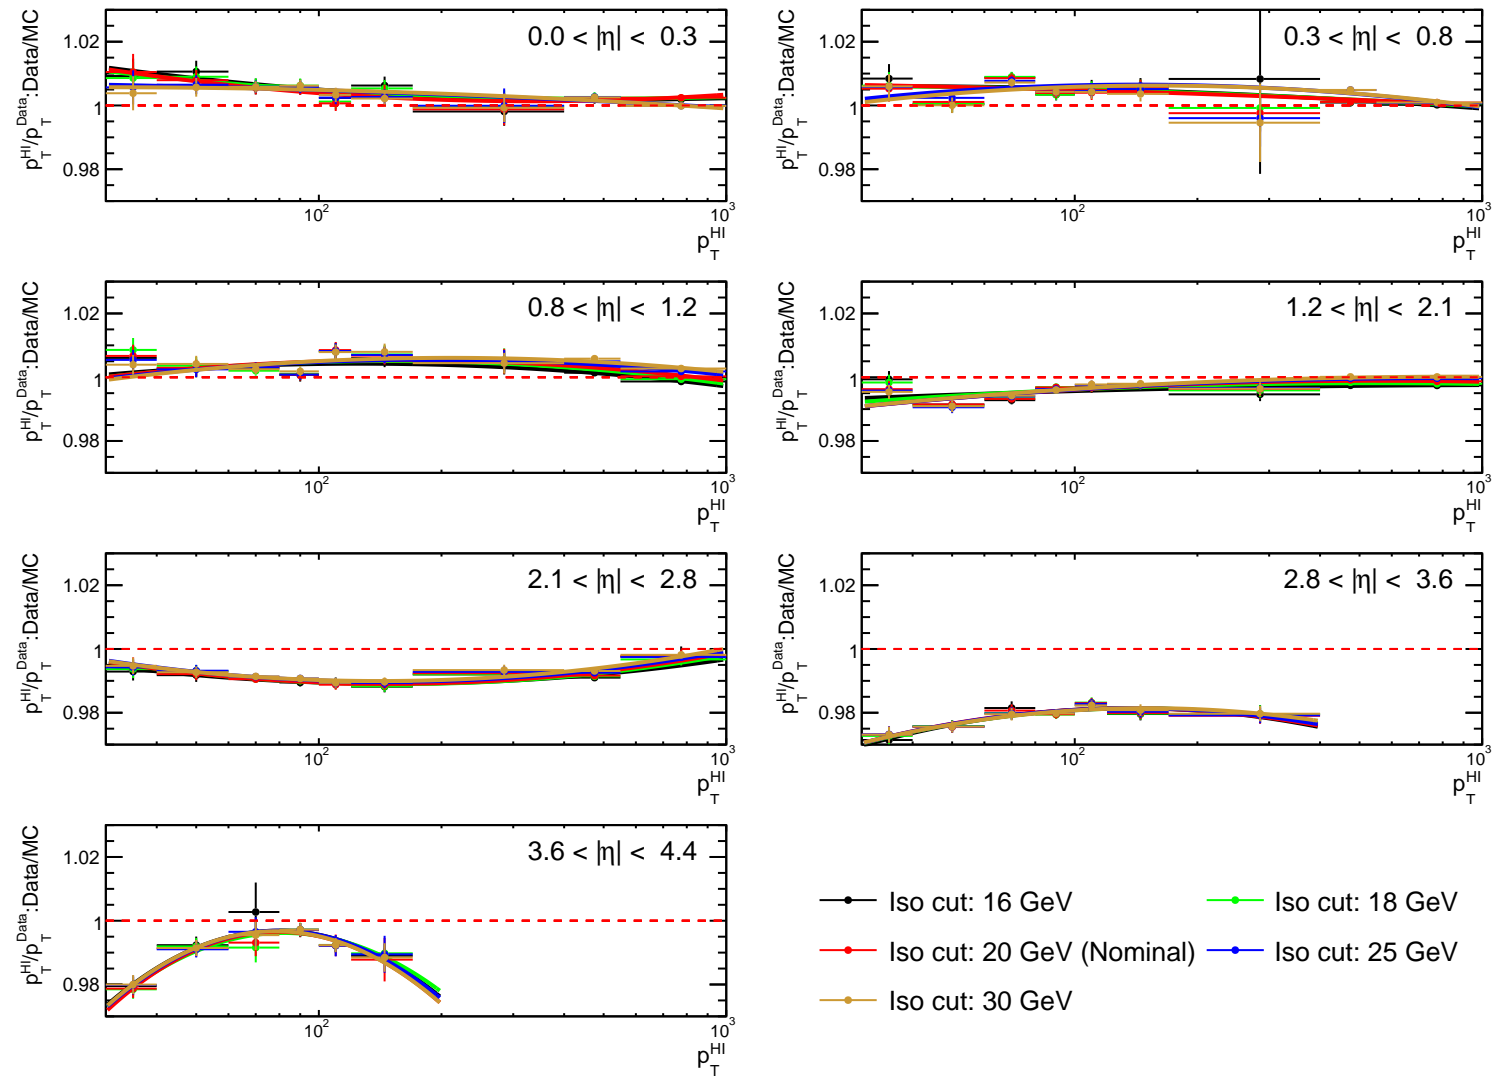 0.0 < |η| < 0.3
p_T^HI/p_T^Data:Data/MC
1.02
1
0.98
10^2
10^3
p_T^HI
0.3 < |η| < 0.8
p_T^HI/p_T^Data:Data/MC
1.02
1
0.98
10^2
10^3
p_T^HI
0.8 < |η| < 1.2
p_T^HI/p_T^Data:Data/MC
1.02
1
0.98
10^2
10^3
p_T^HI
1.2 < |η| < 2.1
p_T^HI/p_T^Data:Data/MC
1.02
1
0.98
10^2
10^3
p_T^HI
2.1 < |η| < 2.8
p_T^HI/p_T^Data:Data/MC
1.02
1
0.98
10^2
10^3
p_T^HI
2.8 < |η| < 3.6
p_T^HI/p_T^Data:Data/MC
1.02
1
0.98
10^2
10^3
p_T^HI
3.6 < |η| < 4.4
p_T^HI/p_T^Data:Data/MC
1.02
1
0.98
10^2
10^3
p_T^HI
Iso cut: 16 GeV
Iso cut: 18 GeV
Iso cut: 20 GeV (Nominal)
Iso cut: 25 GeV
Iso cut: 30 GeV